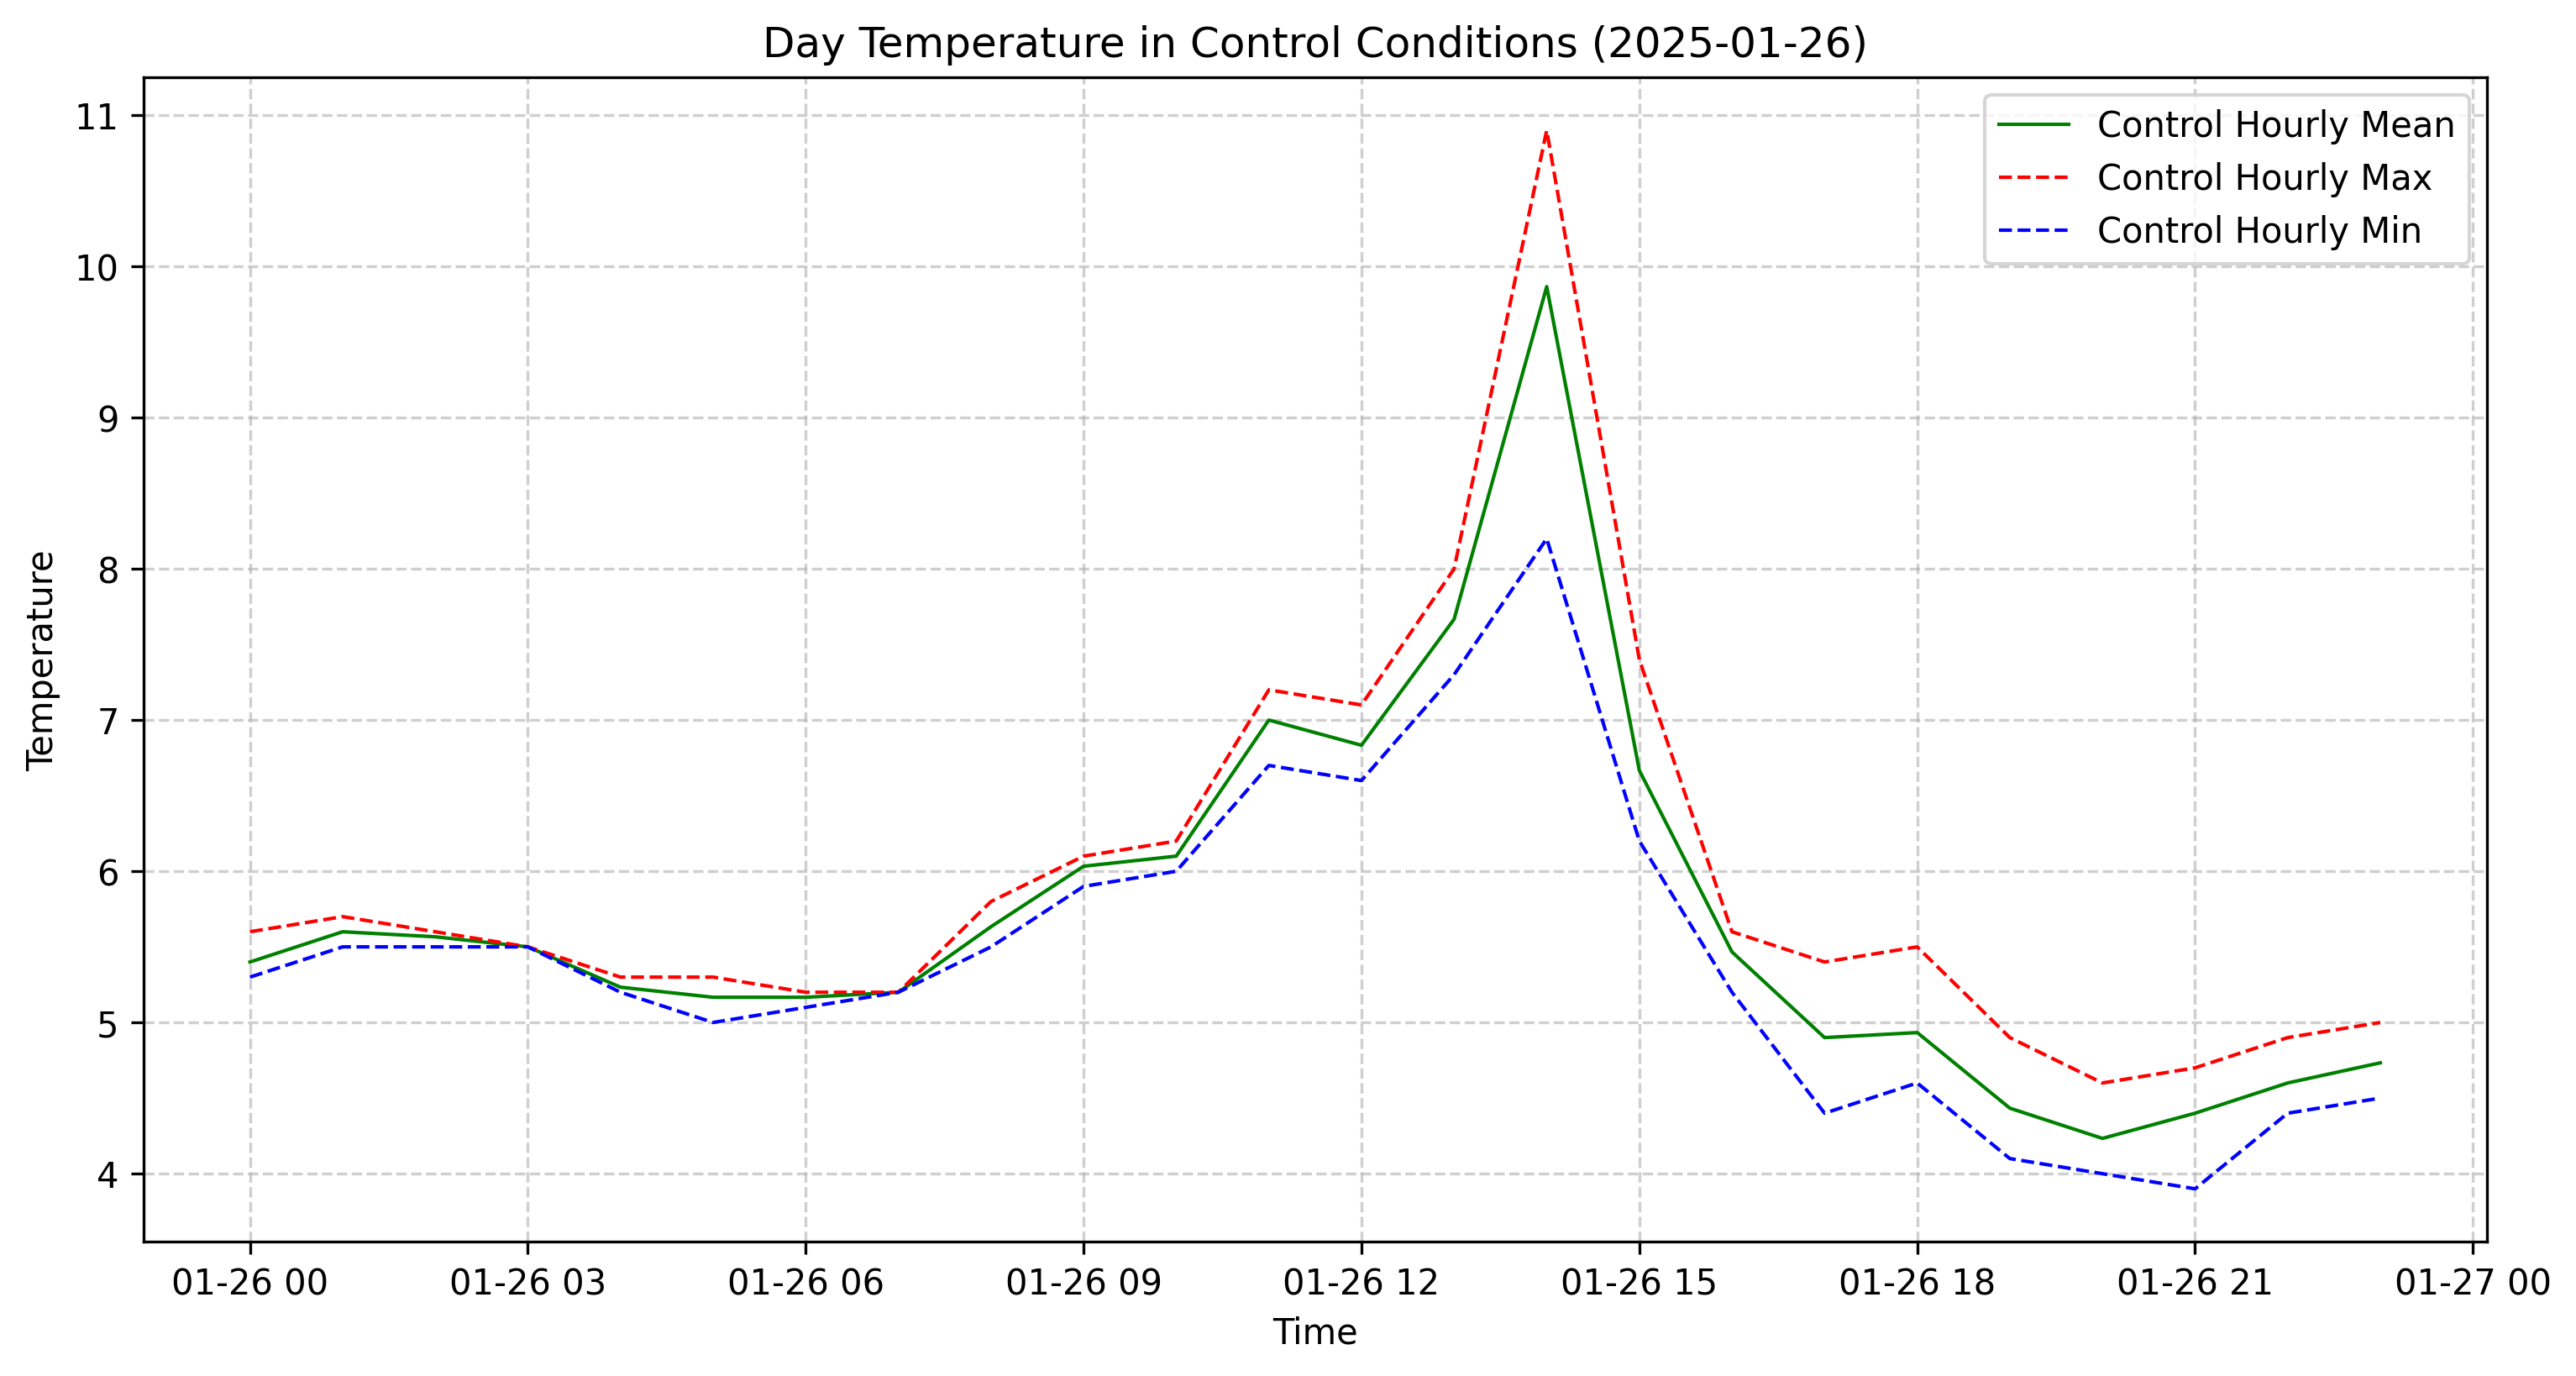 Day Temperature in Control Conditions (2025-01-26)
Control Hourly Mean
Control Hourly Max
Control Hourly Min
Temperature
11
10
9
8
7
6
5
4
01-26 00 01-26 03 01-26 06 01-26 09 01-26 12 01-26 15 01-26 18 01-26 21 01-27 00
Time